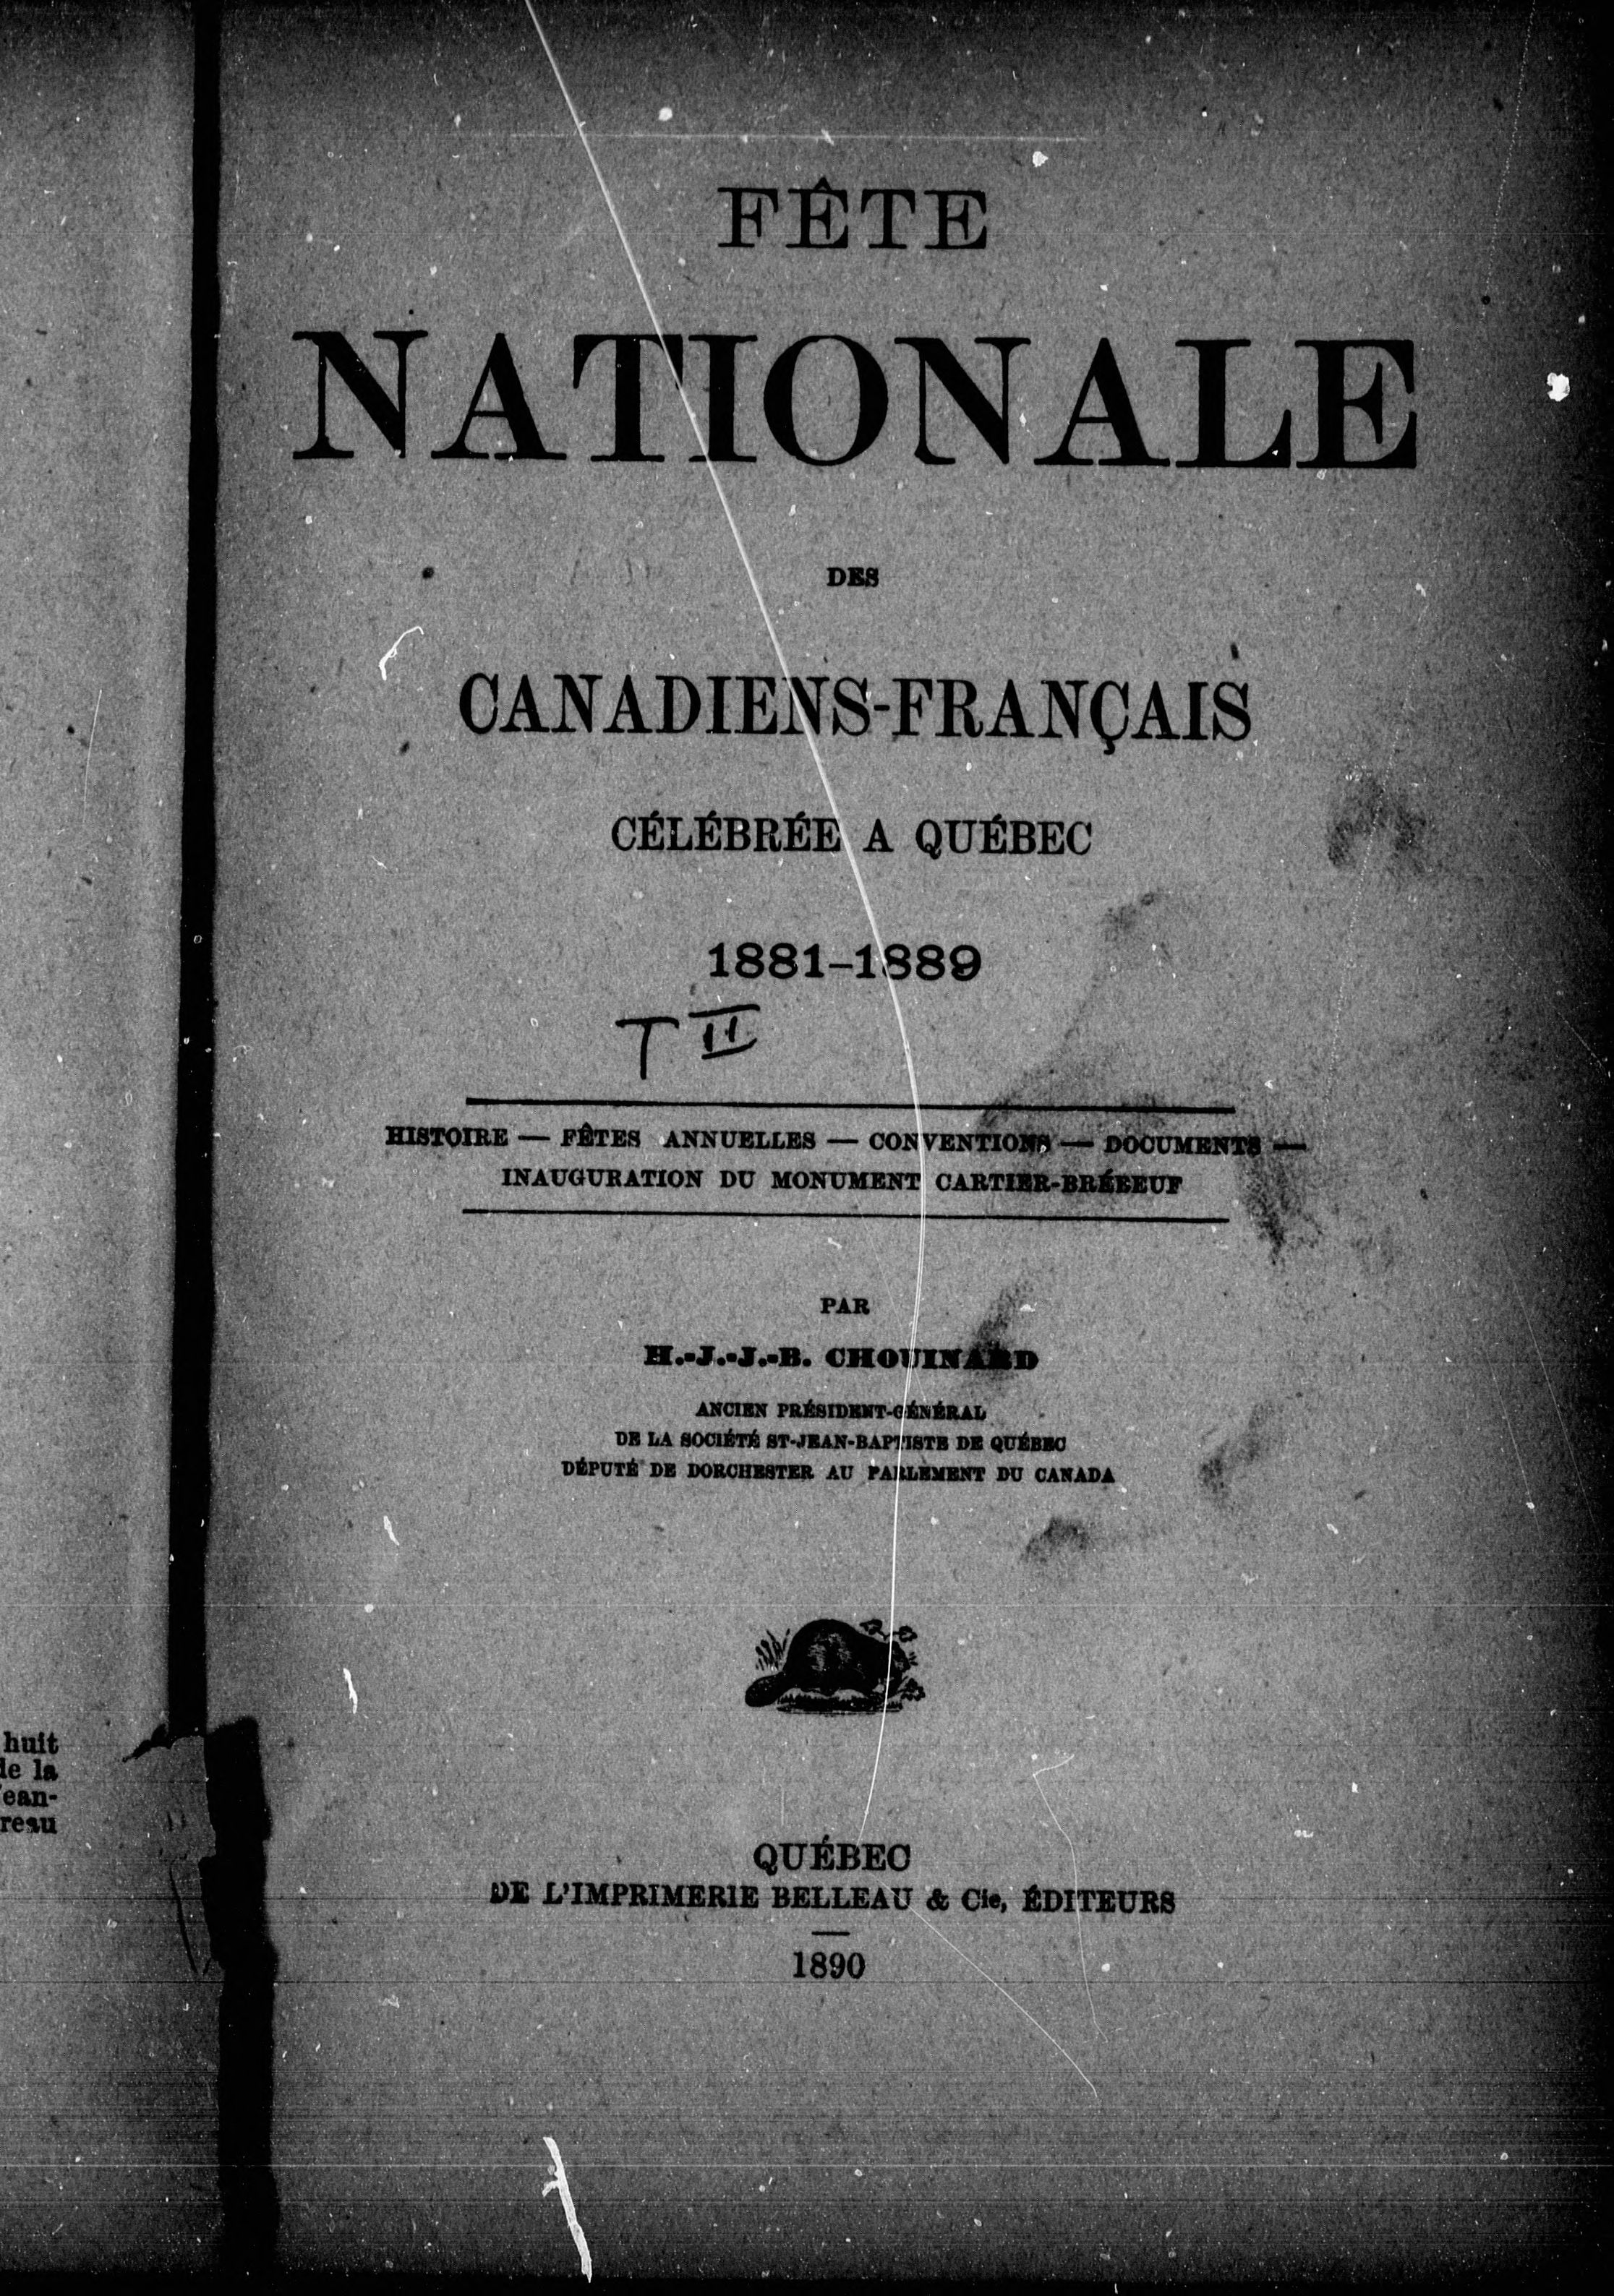 FÊTE
NATIONALE
DES
CANADIENS-FRANÇAIS
CÉLÉBRÉE A QUÉBEC
1881–1889
T II
HISTOIRE — FÊTES ANNUELLES — CONVENTIONS — DOCUMENTS —
INAUGURATION DU MONUMENT CARTIER-BRÉBEUF
PAR
H.-J.-J.-B. CHOUINARD
ANCIEN PRÉSIDENT-GÉNÉRAL
DE LA SOCIÉTÉ ST-JEAN-BAPTISTE DE QUÉBEC
DÉPUTÉ DE DORCHESTER AU PARLEMENT DU CANADA
huit
de la
ean-
reau
QUÉBEC
DE L'IMPRIMERIE BELLEAU & Cie, ÉDITEURS
1890